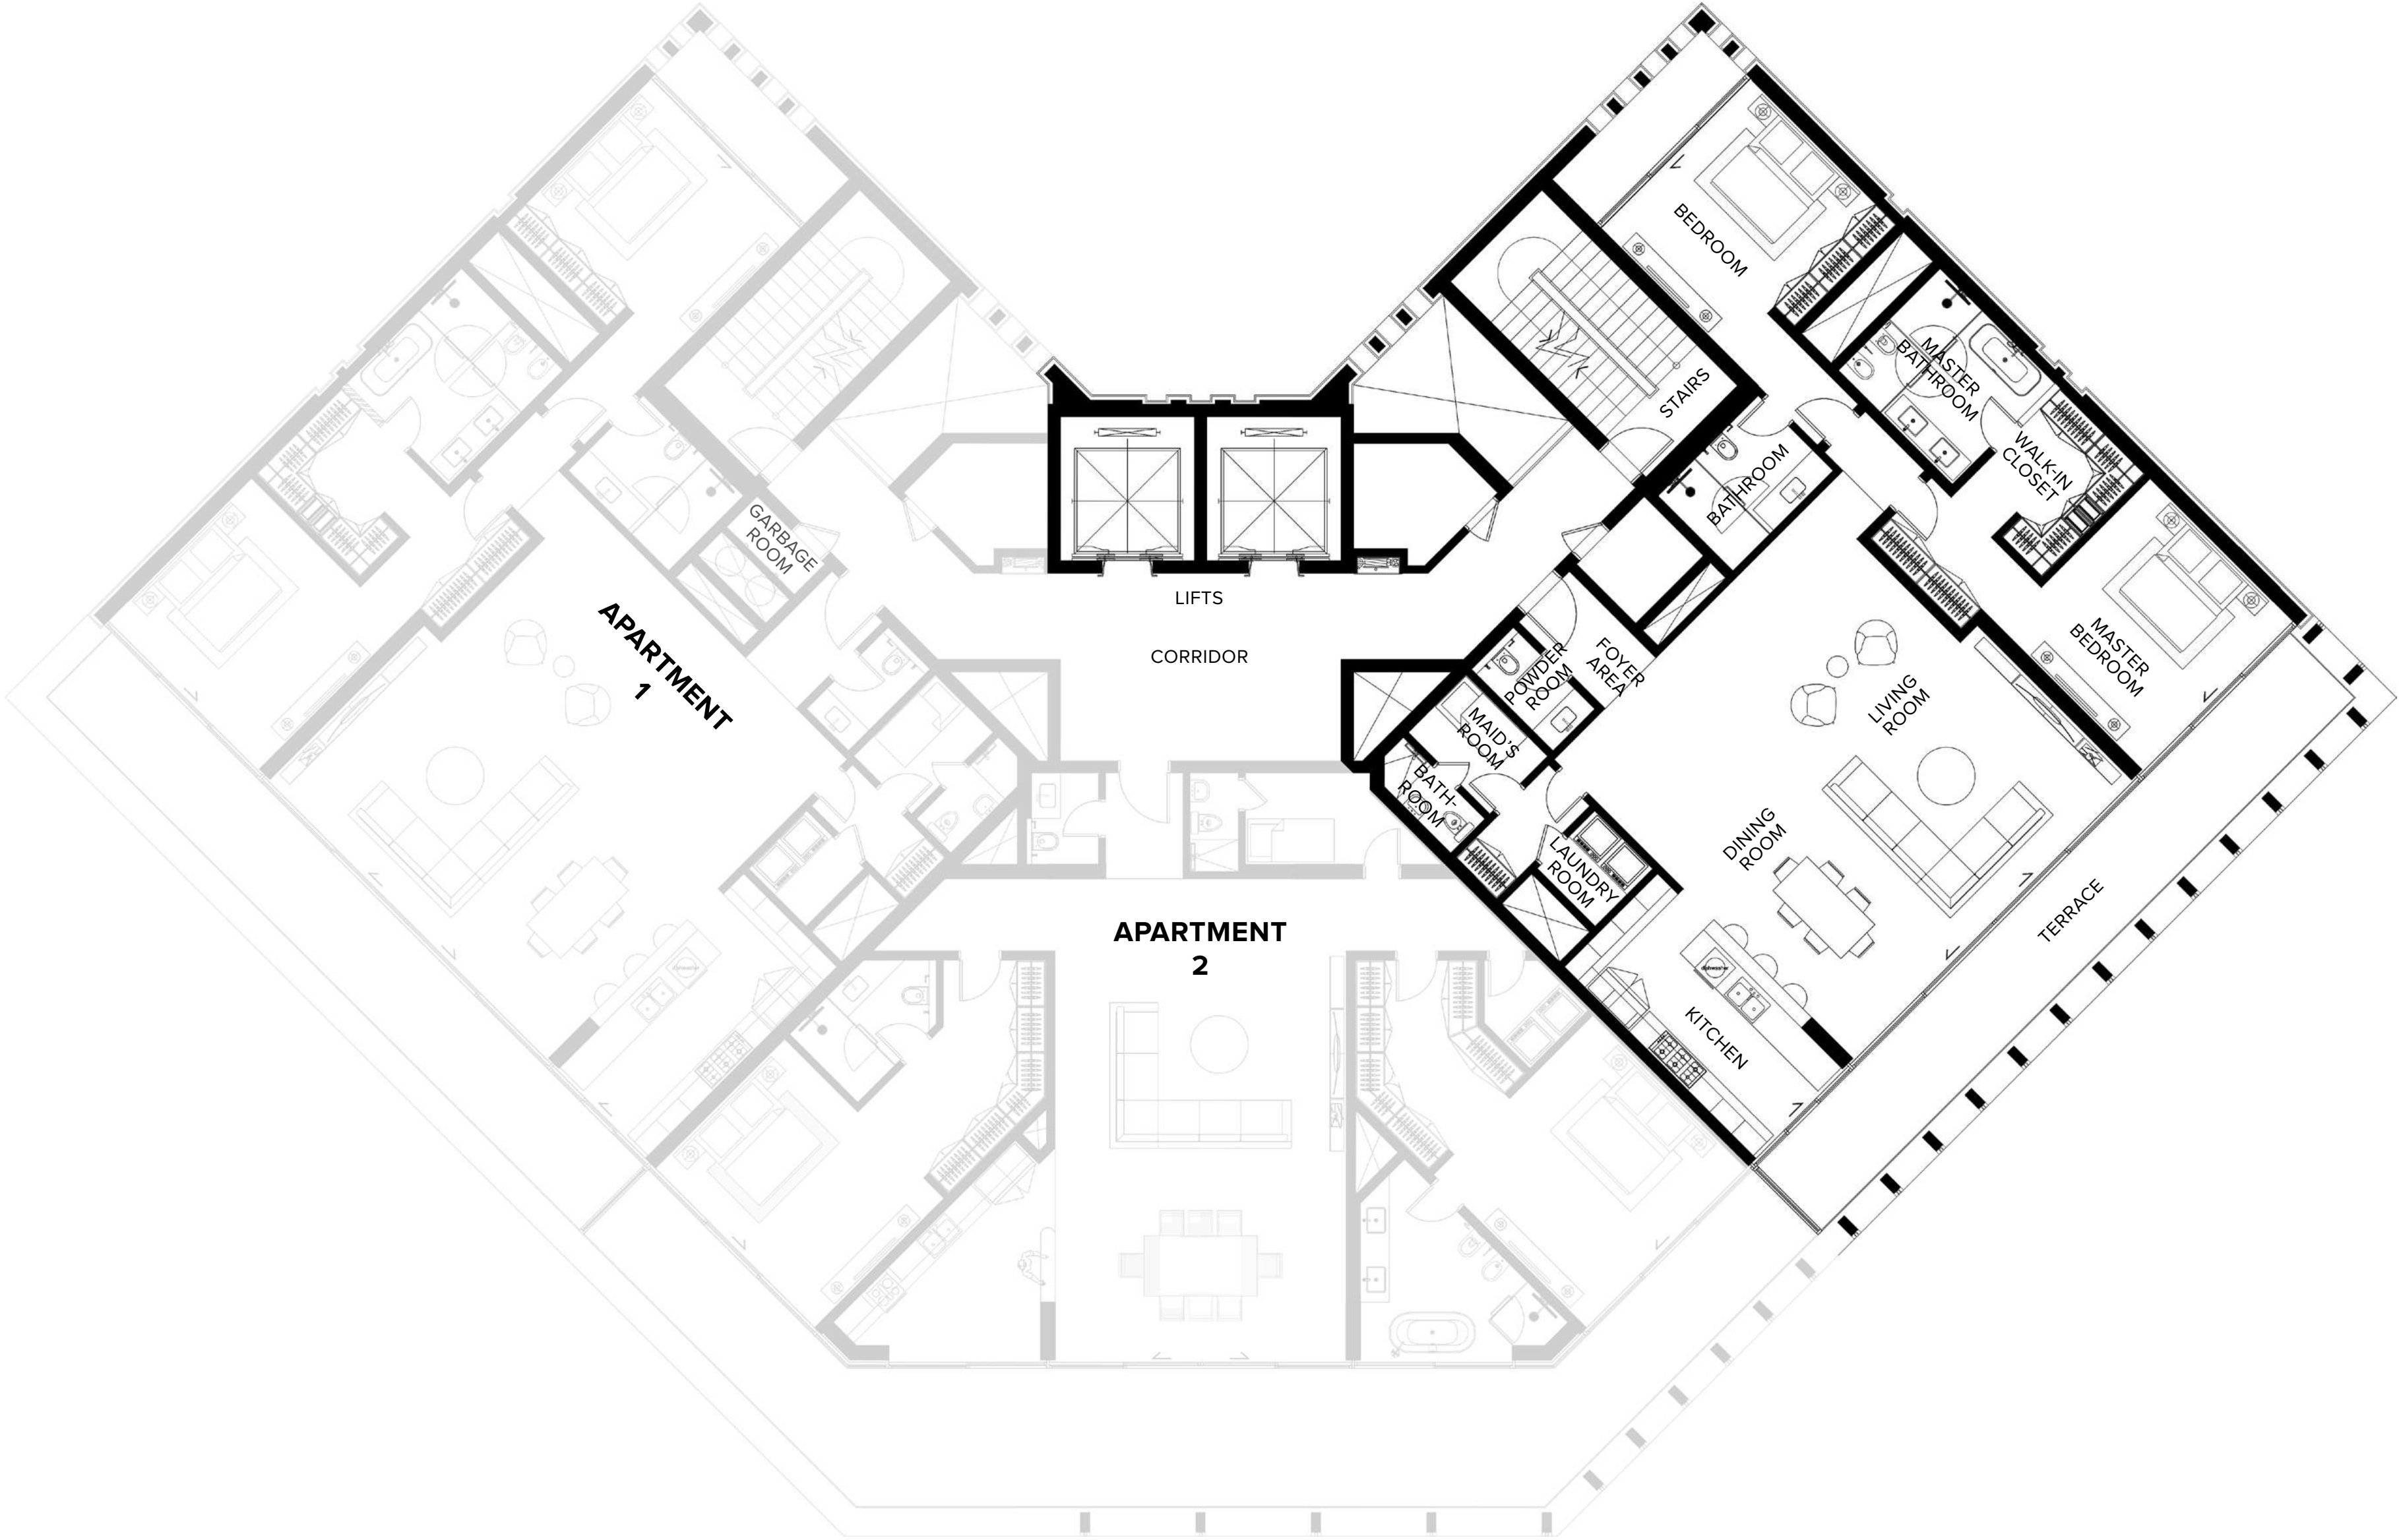 BEDROOM
MASTER
BATHROOM
STAIRS
WALK-IN
CLOSET
BATHROOM
GARBAGE
ROOM
LIFTS
CORRIDOR
APARTMENT
1
FOYER
AREA
POWDER
ROOM
MASTER
BEDROOM
LIVING
ROOM
MAID'S
ROOM
BATH-
ROOM
DINING
ROOM
LAUNDRY
ROOM
TERRACE
APARTMENT
2
KITCHEN